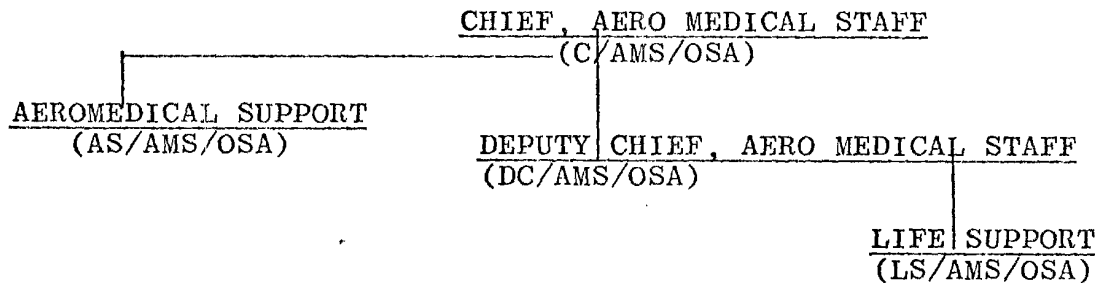 CHIEF, AERO MEDICAL STAFF
(C/AMS/OSA)
AEROMEDICAL SUPPORT
(AS/AMS/OSA)
DEPUTY CHIEF, AERO MEDICAL STAFF
(DC/AMS/OSA)
LIFE SUPPORT
(LS/AMS/OSA)